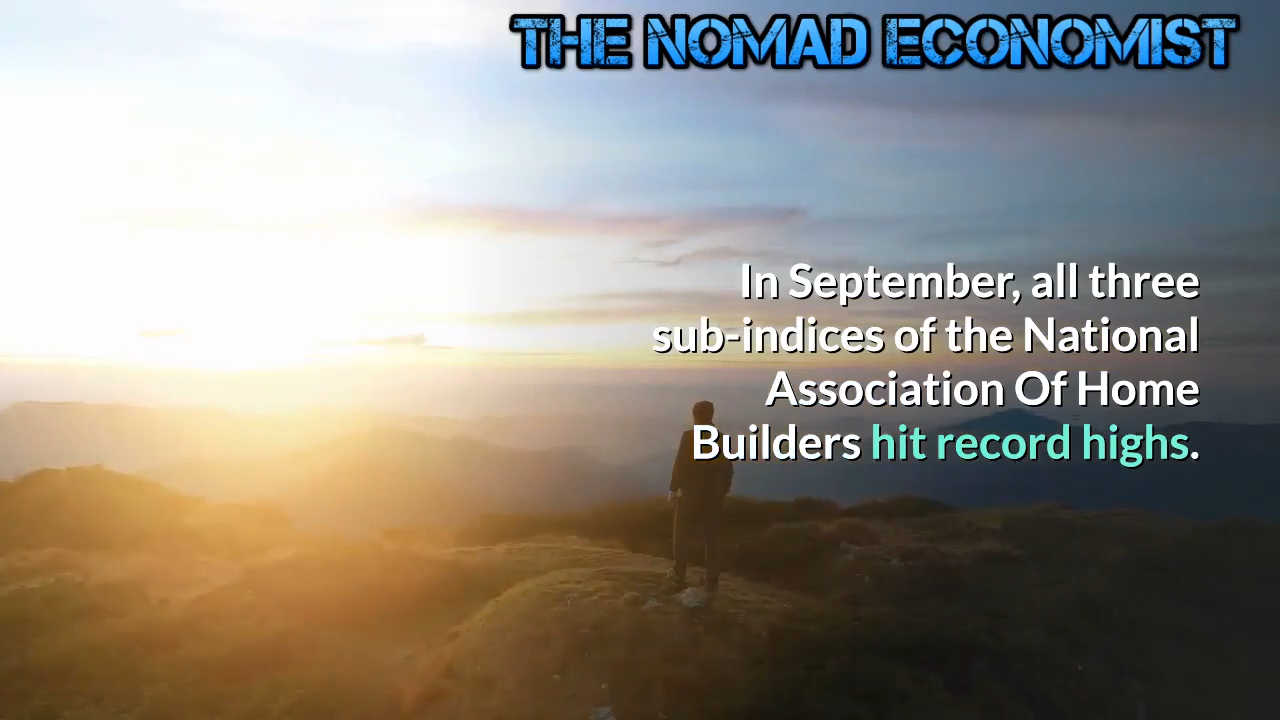 THE NOMAD ECONOMIST
In September, all three
sub-indices of the National
Association Of Home
Builders hit record highs.